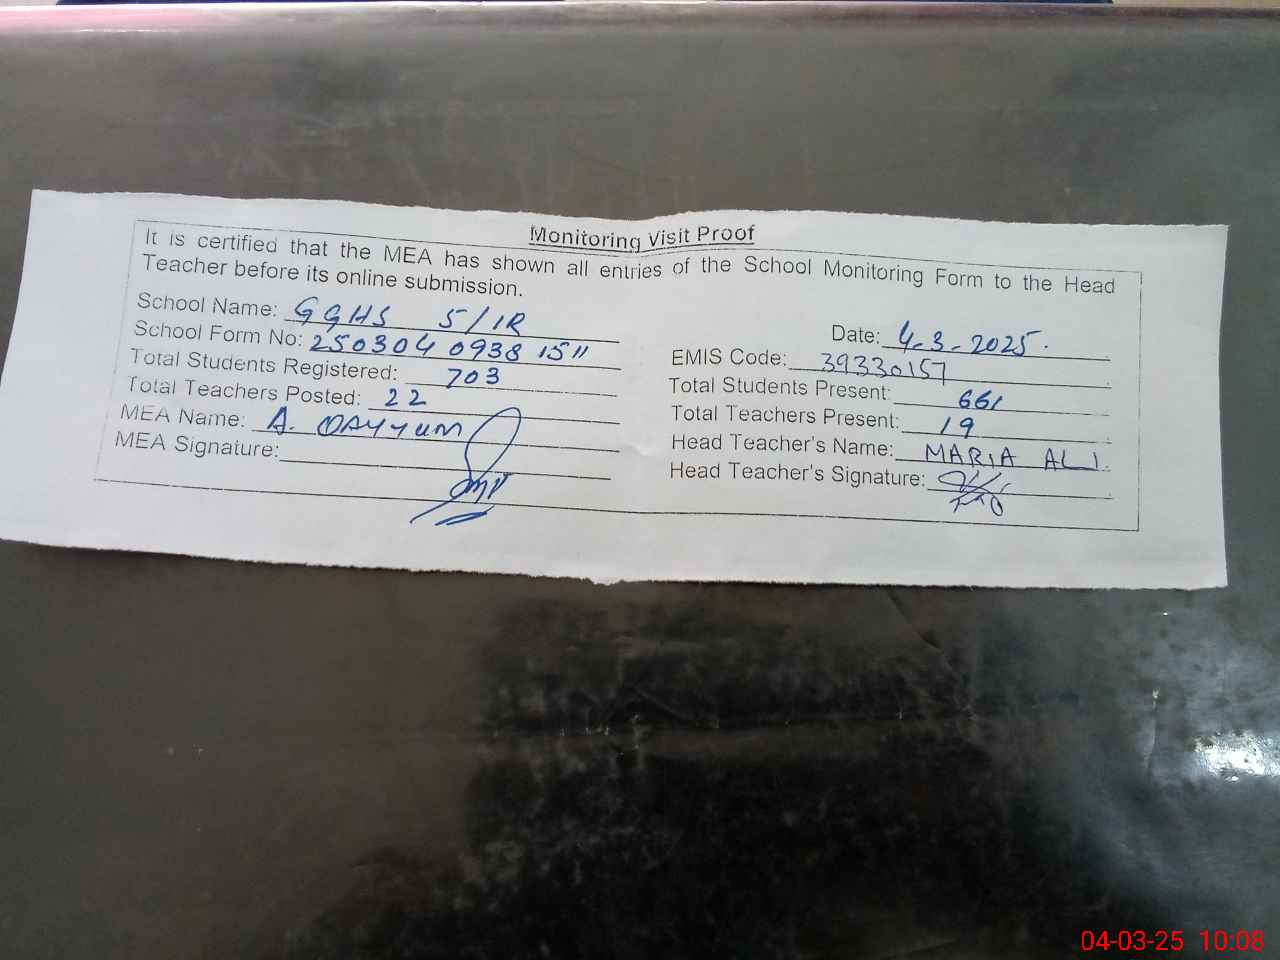 Monitoring Visit Proof
It is certified that the MEA has shown all entries of the School Monitoring Form to the Head
Teacher before its online submission.
School Name: GGHS 5/1R
Date: 4-3-2025.
School Form No: 250304 0938 1511
EMIS Code: 39330157
Total Students Registered: 703
Total Students Present: 661
Total Teachers Posted: 22
Total Teachers Present: 19
MEA Name: A. QAYYUM
Head Teacher's Name: MARIA ALI.
MEA Signature:
Head Teacher's Signature:
04-03-25 10:08